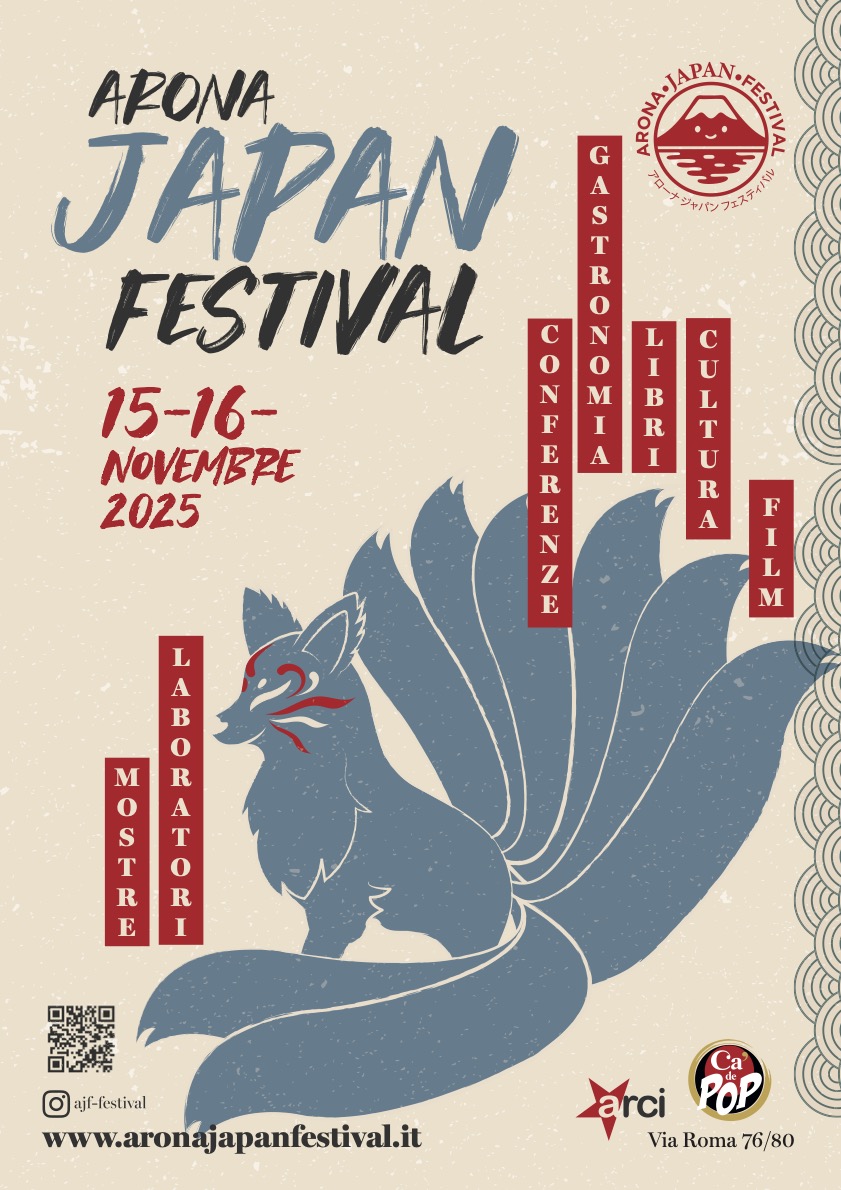 ARONA
JAPAN
FESTIVAL
15-16-
NOVEMBRE
2025
ARONA•JAPAN•FESTIVAL
アローナジャパンフェスティバル
GASTRONOMIA
CONFERENZE
LIBRI
CULTURA
FILM
LABORATORI
MOSTRE
ajf-festival
www.aronajapanfestival.it
arci
Ca'
de
POP
Via Roma 76/80